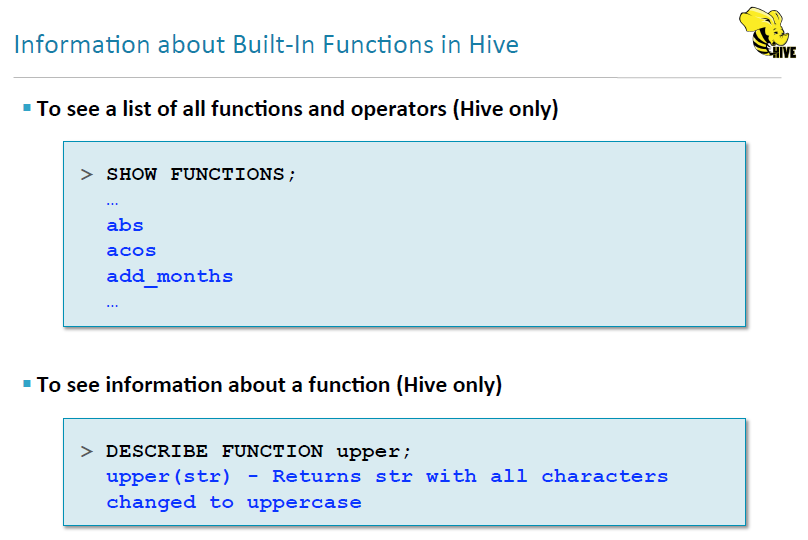 Information about Built-In Functions in Hive
HIVE
▪ To see a list of all functions and operators (Hive only)
> SHOW FUNCTIONS;
…
abs
acos
add_months
…
▪ To see information about a function (Hive only)
> DESCRIBE FUNCTION upper;
upper(str) - Returns str with all characters
changed to uppercase